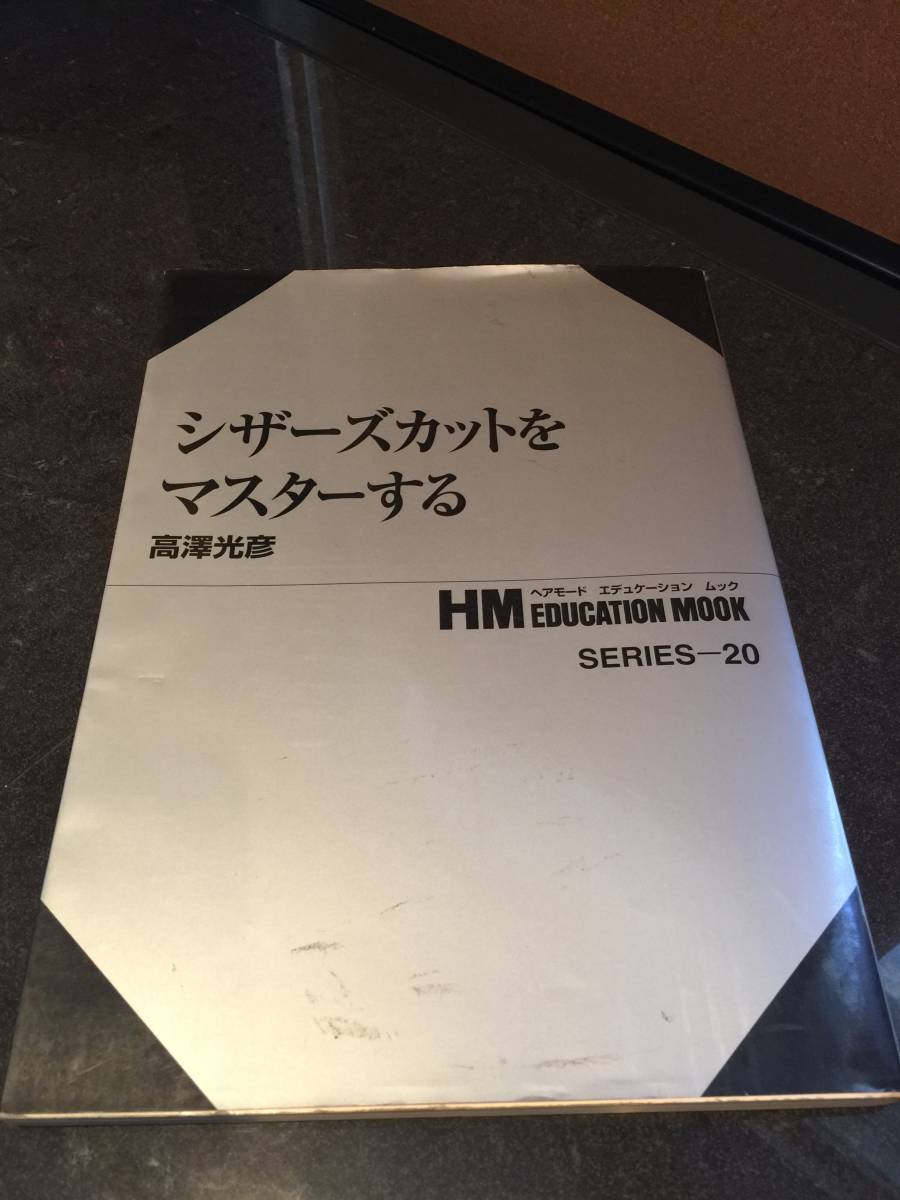 シザーズカットを
マスターする
高澤光彦
ヘアモード エデュケーション ムック
HM EDUCATION MOOK
SERIES—20